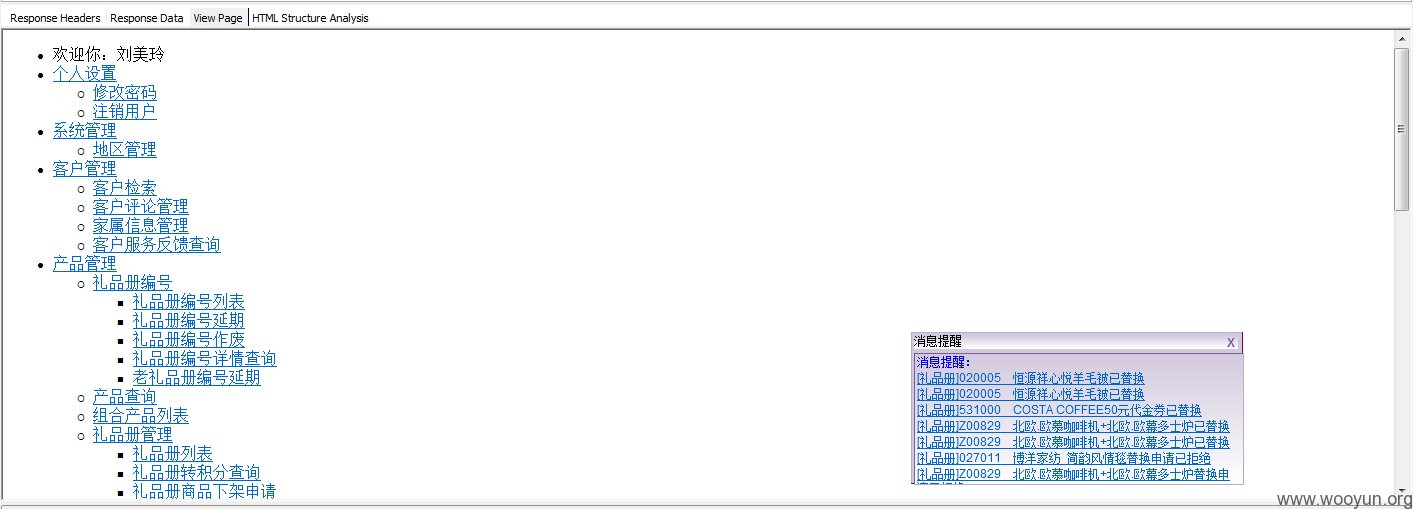 Response Headers Response Data View Page HTML Structure Analysis
欢迎你：刘美玲
个人设置
修改密码
注销用户
系统管理
地区管理
客户管理
客户检索
客户评论管理
家属信息管理
客户服务反馈查询
产品管理
礼品册编号
礼品册编号列表
礼品册编号延期
礼品册编号作废
礼品册编号详情查询
老礼品册编号延期
产品查询
组合产品列表
礼品册管理
礼品册列表
礼品册转积分查询
礼品册商品下架申请
消息提醒 X
消息提醒：
[礼品册]020005 恒源祥心悦羊毛被已替换
[礼品册]020005 恒源祥心悦羊毛被已替换
[礼品册]531000 COSTA COFFEE50元代金券已替换
[礼品册]Z00829 北欧.欧慕咖啡机+北欧.欧幕多士炉已替换
[礼品册]Z00829 北欧.欧慕咖啡机+北欧.欧幕多士炉已替换
[礼品册]027011 博洋家纺 简韵风情毯替换申请已拒绝
[礼品册]Z00829 北欧.欧慕咖啡机+北欧.欧幕多士炉替换申
www.wooyun.org